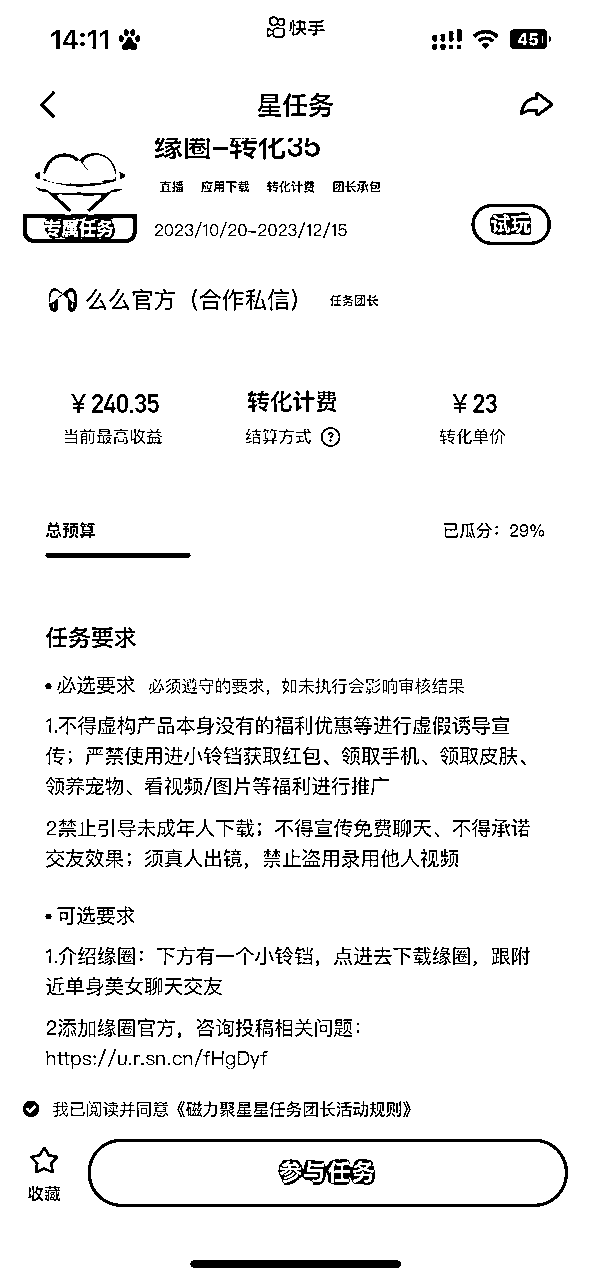 14:11
快手
45
星任务
缘圈-转化35
直播 应用下载 转化计费 团长承包
专属任务
2023/10/20-2023/12/15
试玩
么么官方（合作私信） 任务团长
￥240.35 转化计费 ￥23
当前最高收益 结算方式 ? 转化单价
总预算 已瓜分：29%
任务要求
• 必选要求 必须遵守的要求，如未执行会影响审核结果
1.不得虚构产品本身没有的福利优惠等进行虚假诱导宣
传；严禁使用进小铃铛获取红包、领取手机、领取皮肤、
领养宠物、看视频/图片等福利进行推广
2禁止引导未成年人下载；不得宣传免费聊天、不得承诺
交友效果；须真人出镜，禁止盗用录用他人视频
• 可选要求
1.介绍缘圈：下方有一个小铃铛，点进去下载缘圈，跟附
近单身美女聊天交友
2添加缘圈官方，咨询投稿相关问题：
https://u.r.sn.cn/fHgDyf
我已阅读并同意《磁力聚星星任务团长活动规则》
收藏
参与任务